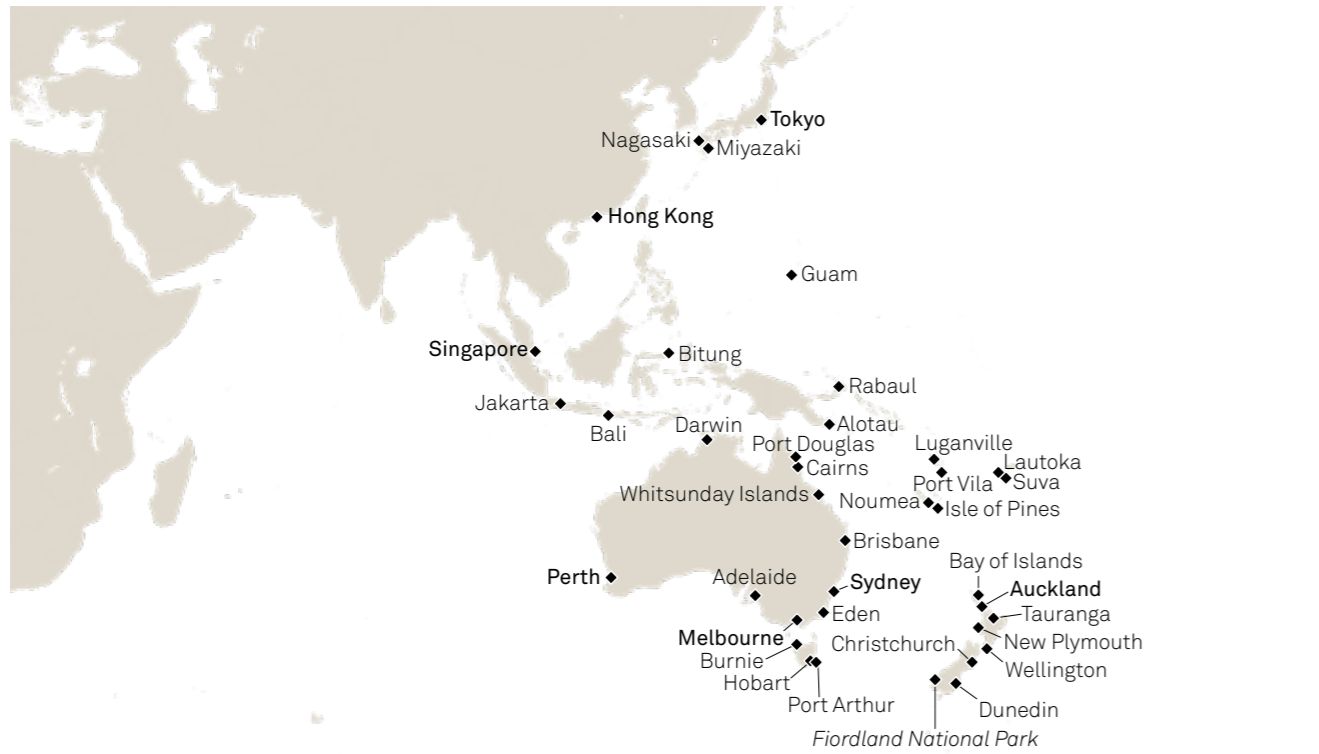 Tokyo
Nagasaki
Miyazaki
Hong Kong
Guam
Singapore
Bitung
Rabaul
Jakarta
Bali
Darwin
Alotau
Port Douglas
Cairns
Luganville
Lautoka
Port Vila
Suva
Whitsunday Islands
Noumea
Isle of Pines
Brisbane
Bay of Islands
Perth
Adelaide
Sydney
Auckland
Eden
Tauranga
Melbourne
Christchurch
New Plymouth
Burnie
Wellington
Hobart
Port Arthur
Dunedin
Fiordland National Park